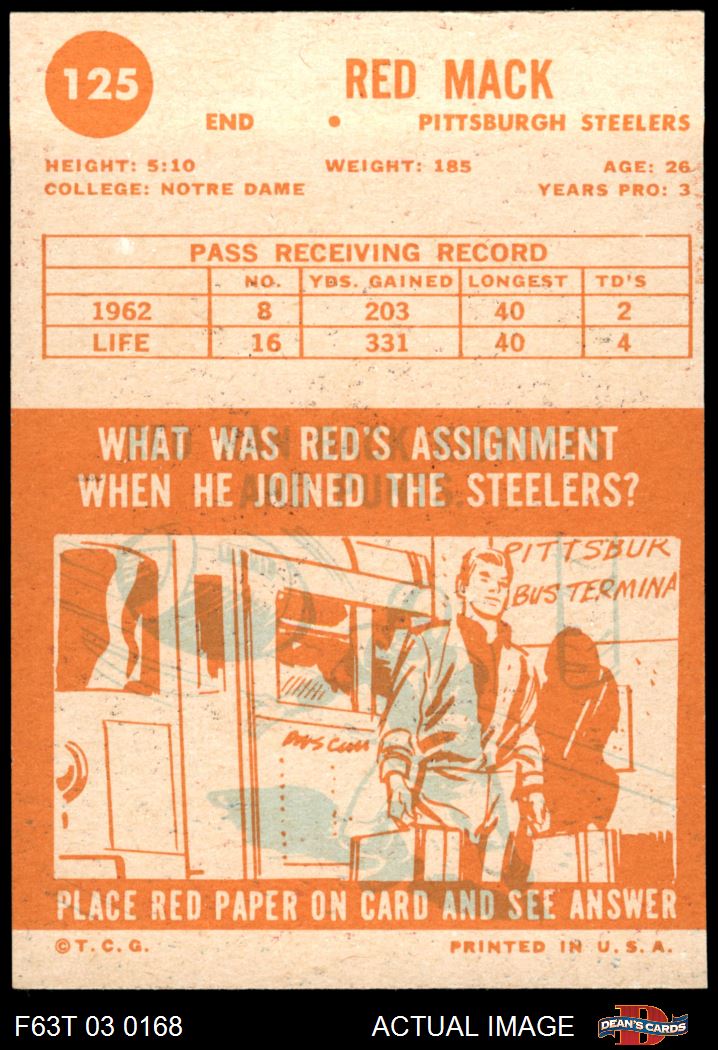 125
RED MACK
END • PITTSBURGH STEELERS
HEIGHT: 5:10 WEIGHT: 185 AGE: 26
COLLEGE: NOTRE DAME YEARS PRO: 3
PASS RECEIVING RECORD
NO. YDS. GAINED LONGEST TD'S
1962 8 203 40 2
LIFE 16 331 40 4
WHAT WAS RED'S ASSIGNMENT
WHEN HE JOINED THE STEELERS?
PITTSBUR
BUS TERMINA
PLACE RED PAPER ON CARD AND SEE ANSWER
©T.C.G. PRINTED IN U.S.A.
F63T 03 0168 ACTUAL IMAGE DEAN'S CARDS